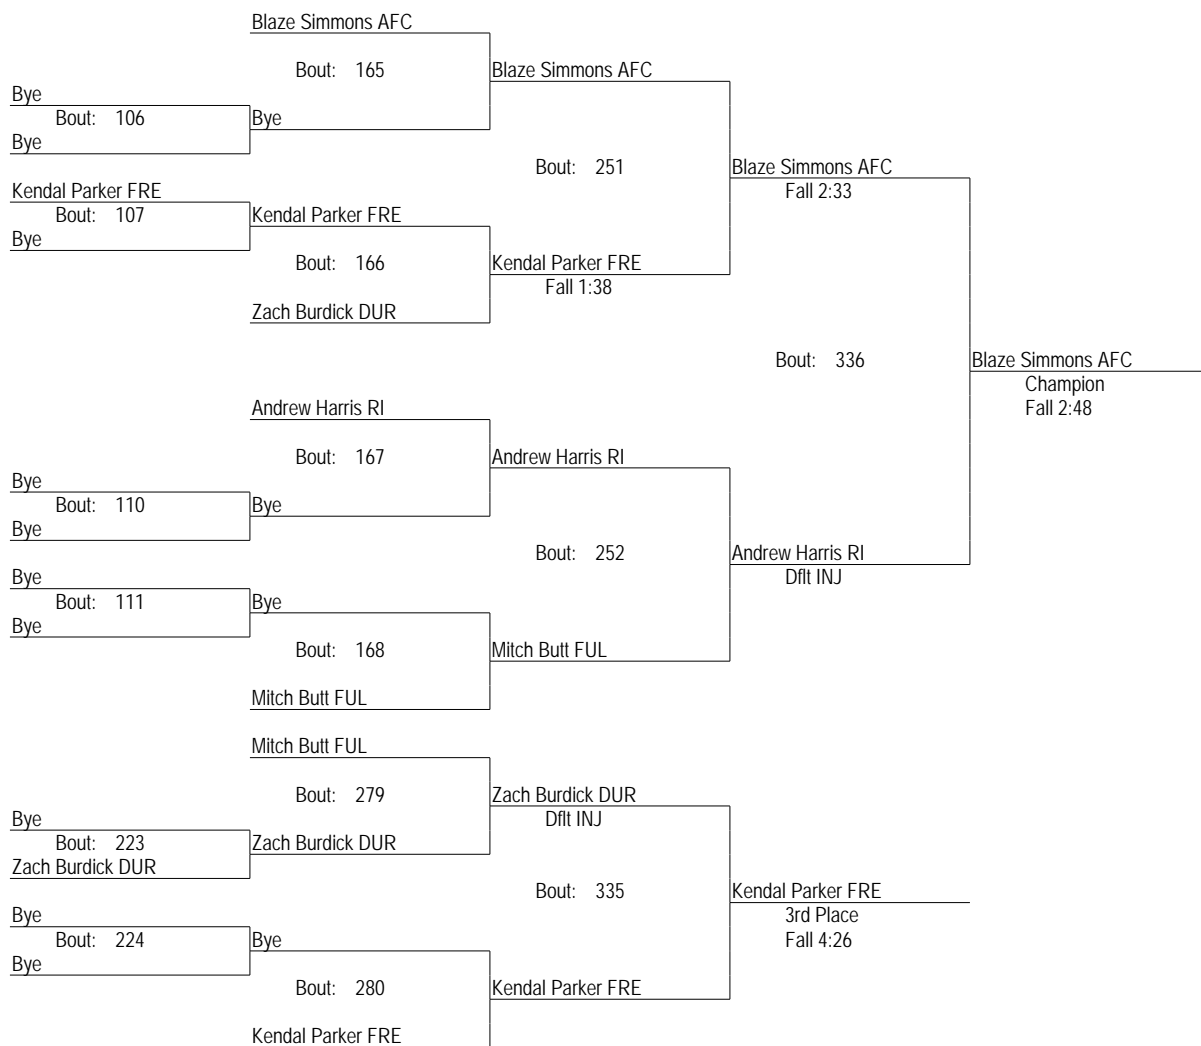 Blaze Simmons AFC
Bout: 165
Blaze Simmons AFC
Bye
Bout: 106
Bye
Bye
Bout: 251
Blaze Simmons AFC
Fall 2:33
Kendal Parker FRE
Bout: 107
Kendal Parker FRE
Bye
Bout: 166
Kendal Parker FRE
Fall 1:38
Zach Burdick DUR
Bout: 336
Blaze Simmons AFC
Champion
Fall 2:48
Andrew Harris RI
Bout: 167
Andrew Harris RI
Bye
Bout: 110
Bye
Bye
Bout: 252
Andrew Harris RI
Dflt INJ
Bye
Bout: 111
Bye
Bye
Bout: 168
Mitch Butt FUL
Mitch Butt FUL
Mitch Butt FUL
Bout: 279
Zach Burdick DUR
Dflt INJ
Bye
Bout: 223
Zach Burdick DUR
Zach Burdick DUR
Bout: 335
Kendal Parker FRE
3rd Place
Fall 4:26
Bye
Bout: 224
Bye
Bye
Bout: 280
Kendal Parker FRE
Kendal Parker FRE